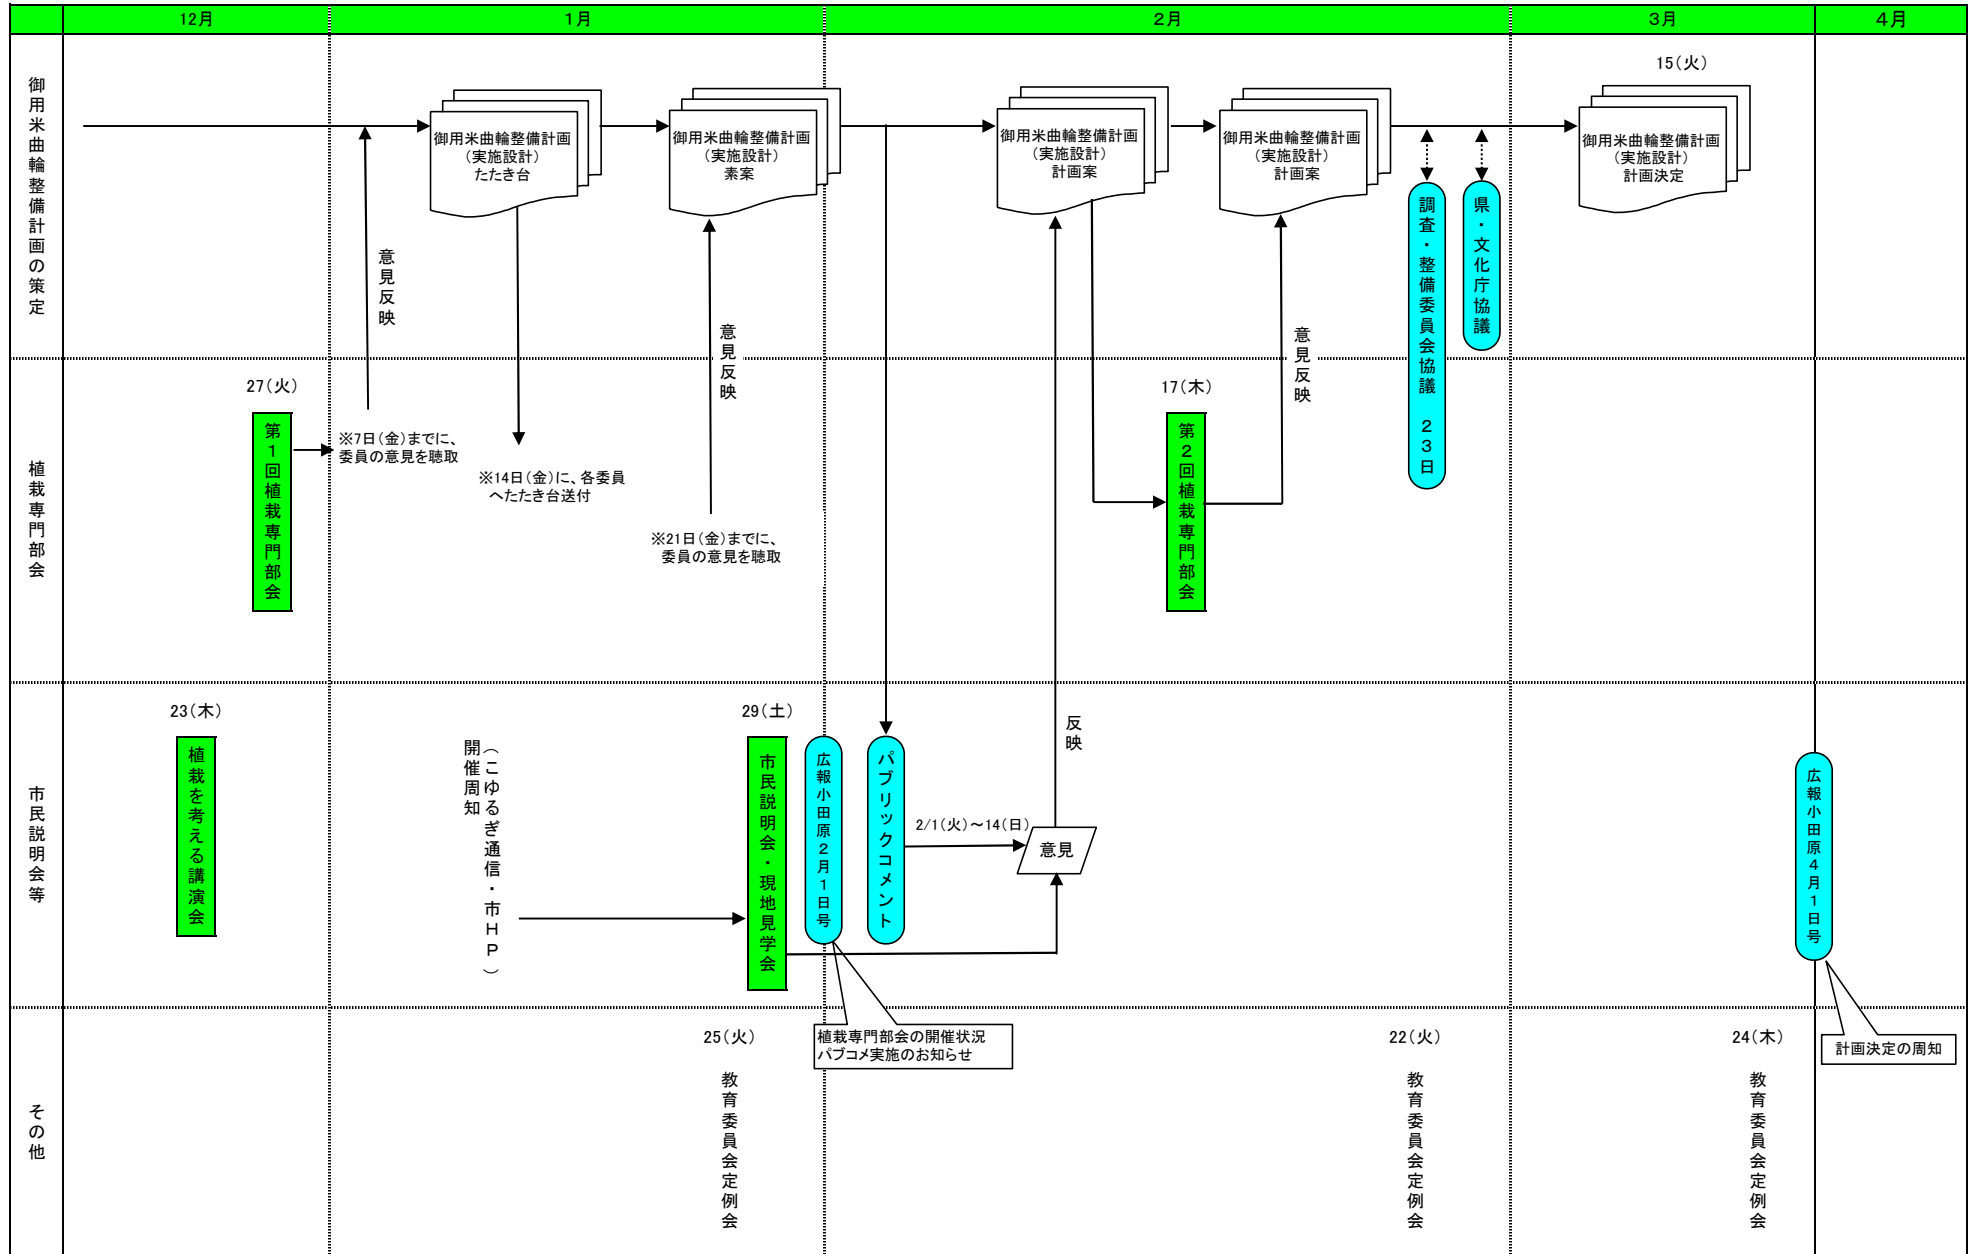 12月
1月
2月
3月
4月
御用米曲輪整備計画の策定
15(火)
御用米曲輪整備計画
(実施設計)
たたき台
御用米曲輪整備計画
(実施設計)
素案
御用米曲輪整備計画
(実施設計)
計画案
御用米曲輪整備計画
(実施設計)
計画案
御用米曲輪整備計画
(実施設計)
計画決定
意見反映
意見反映
意見反映
調査・整備委員会協議 23日
県・文化庁協議
植栽専門部会
27(火)
第1回植栽専門部会
※7日(金)までに、
委員の意見を聴取
※14日(金)に、各委員
へたたき台送付
※21日(金)までに、
委員の意見を聴取
17(木)
第2回植栽専門部会
市民説明会等
23(木)
植栽を考える講演会
開催周知
(こゆるぎ通信・市HP)
29(土)
市民説明会・現地見学会
広報小田原2月1日号
パブリックコメント
2/1(火)~14(日)
意見
反映
広報小田原4月1日号
その他
25(火)
教育委員会定例会
植栽専門部会の開催状況
パブコメ実施のお知らせ
22(火)
教育委員会定例会
24(木)
教育委員会定例会
計画決定の周知